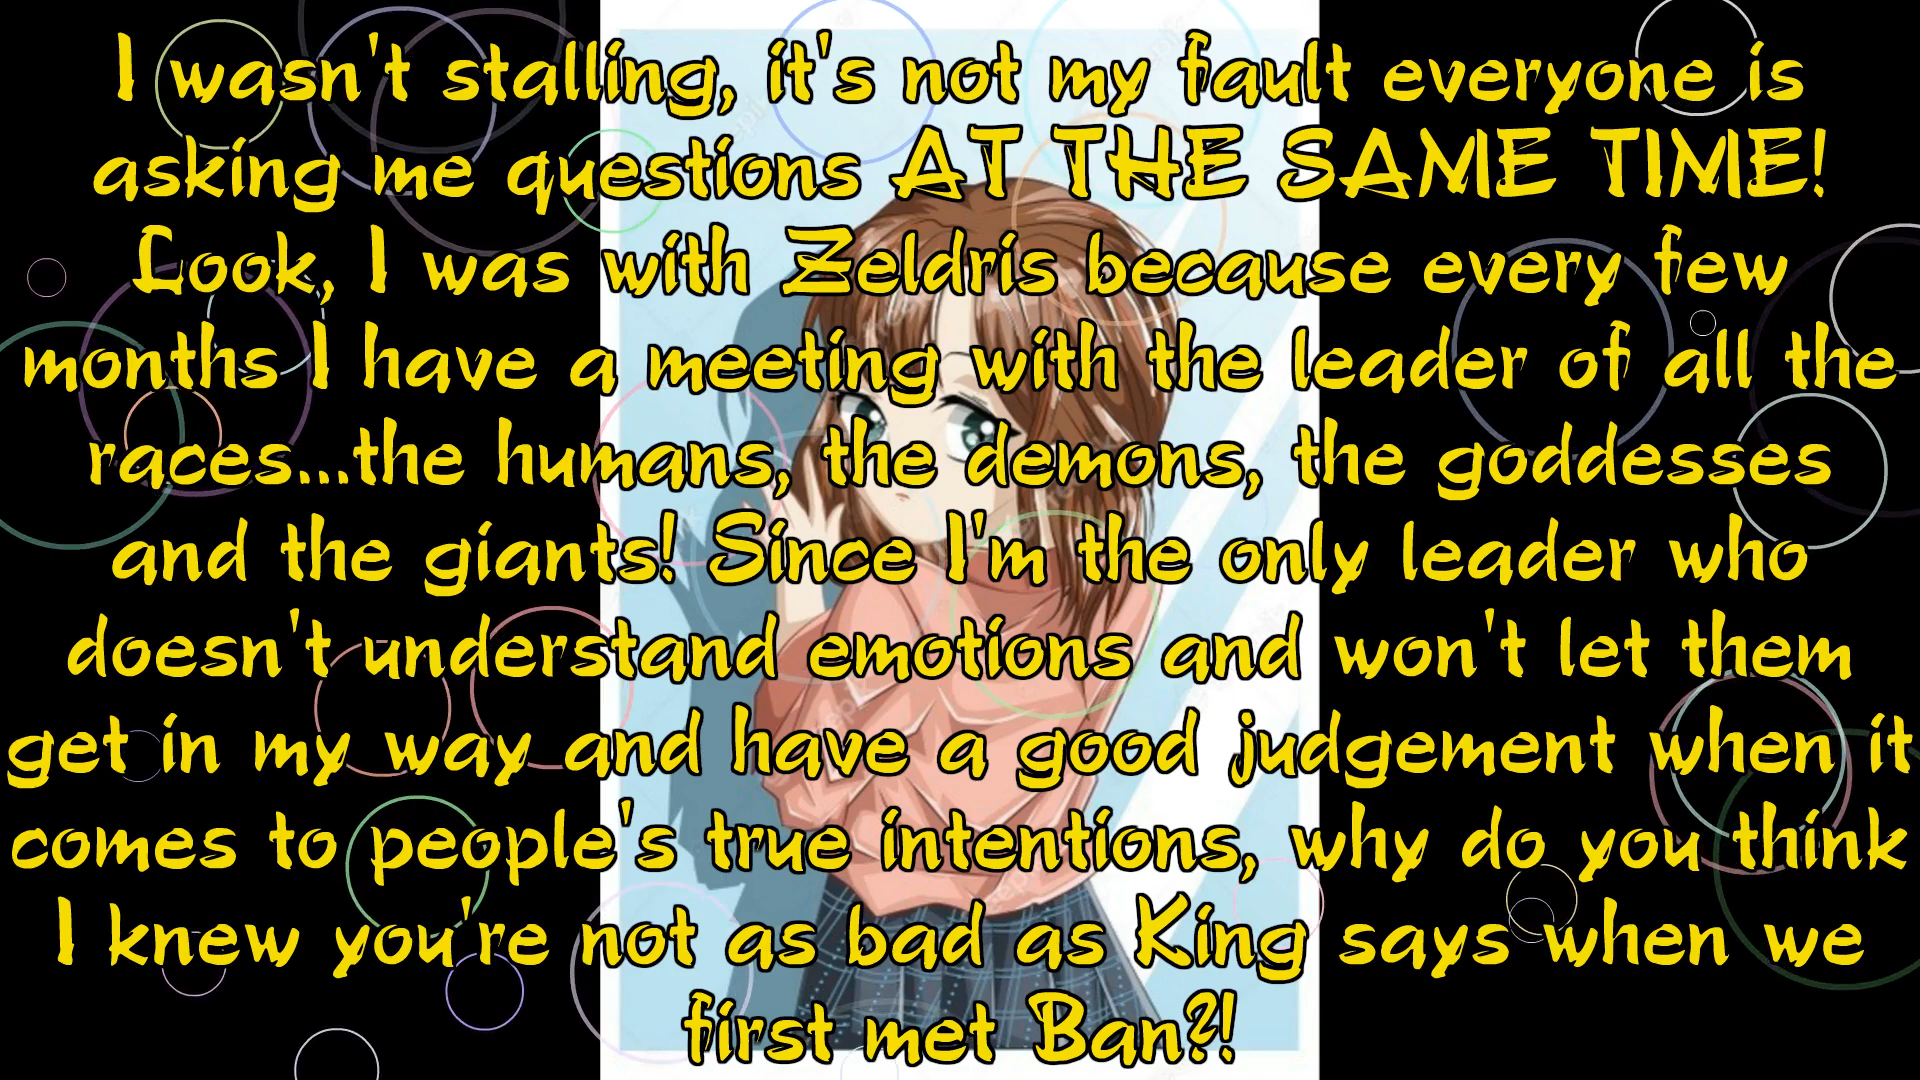 I wasn't stalling, it's not my fault everyone is
asking me questions AT THE SAME TIME!
Look, I was with Zeldris because every few
months I have a meeting with the leader of all the
races...the humans, the demons, the goddesses
and the giants! Since I'm the only leader who
doesn't understand emotions and won't let them
get in my way and have a good judgement when it
comes to people's true intentions, why do you think
I knew you're not as bad as King says when we
first met Ban?!